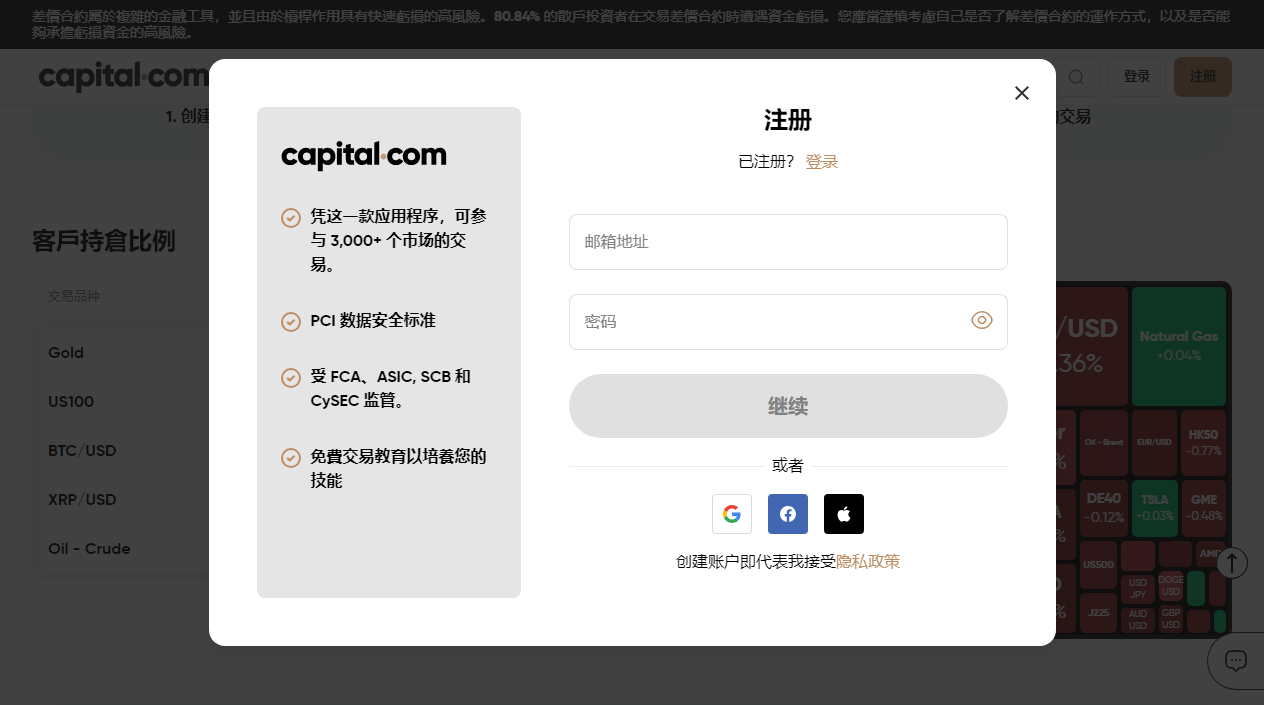 差價合約屬於複雜的金融工具，並且由於槓桿作用具有快速虧損的高風險。80.84% 的散戶投資者在交易差價合約時遭遇資金虧損。您應當謹慎考慮自己是否了解差價合約的運作方式，以及是否能
夠承擔虧損資金的高風險。
capital.com
登录
注册
1. 创建
交易
客戶持倉比例
交易品种
Gold
US100
BTC/USD
XRP/USD
Oil - Crude
capital.com
凭这一款应用程序，可参
与 3,000+ 个市场的交
易。
PCI 数据安全标准
受 FCA、ASIC, SCB 和
CySEC 监管。
免費交易教育以培養您的
技能
注册
已注册？ 登录
邮箱地址
密码
继续
或者
创建账户即代表我接受隐私政策
/USD
.36%
Natural Gas
+0.04%
Oil - Brent
EUR/USD
HK50
-0.77%
DE40
-0.12%
TSLA
-0.03%
GME
-0.48%
US500
AMD
USD
JPY
DOGE
USD
J225
AUD
USD
GBP
USD